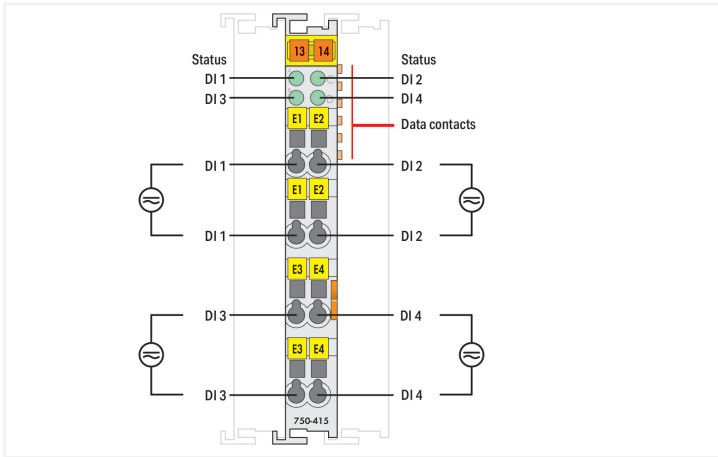 13 14
Status Status
DI 1 DI 2
C
DI 3 DI 4
D
E1 E2
Data contacts
DI 1 DI 2
E1 E2
DI 1 DI 2
E3 E4
DI 3 DI 4
E3 E4
DI 3 DI 4
750-415